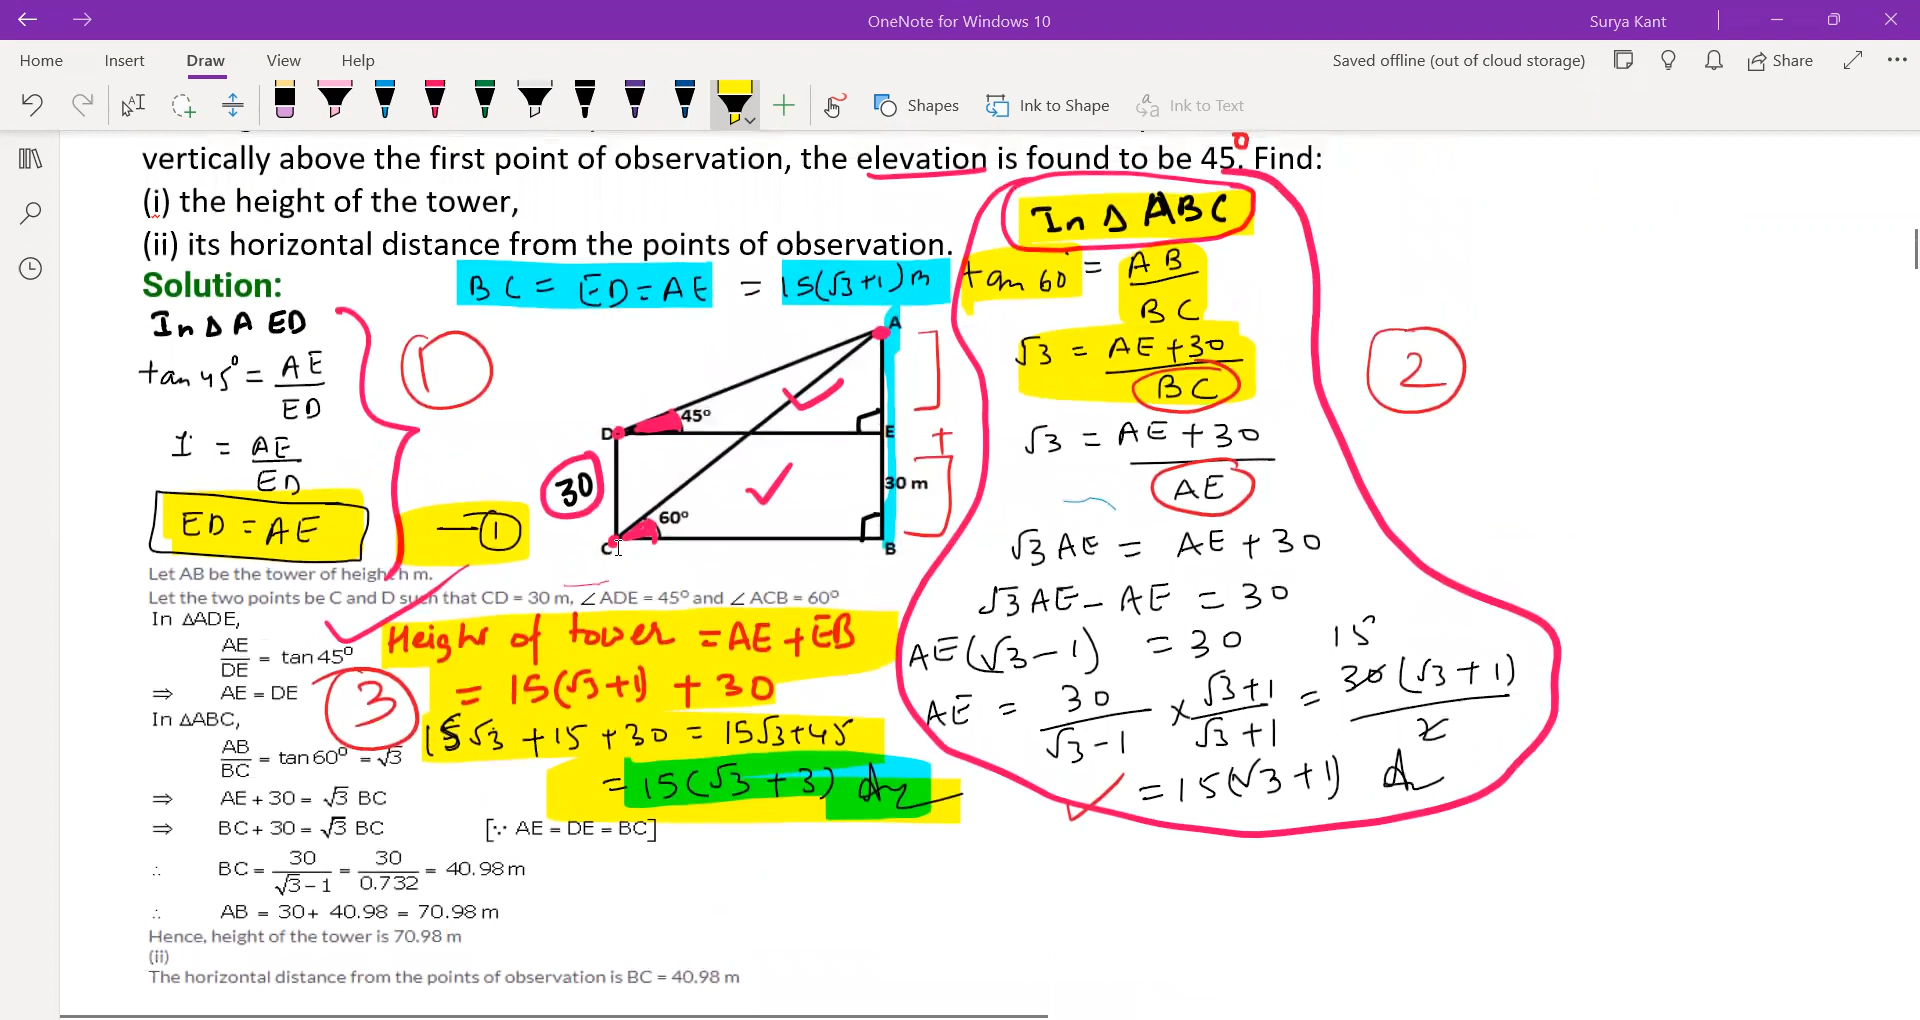 OneNote for Windows 10
Surya Kant
Home Insert Draw View Help
Saved offline (out of cloud storage)
Share
Shapes
Ink to Shape
Ink to Text
vertically above the first point of observation, the elevation is found to be 45°. Find:
(i) the height of the tower,
(ii) its horizontal distance from the points of observation.
Solution:
BC = ED = AE = 15(√3+1) m
In Δ AED
tan 45° = AE/ED
1 = AE/ED
ED = AE — ①
①
A
D 45° E
30
30 m
60°
C B
+
In Δ ABC
tan 60° = AB/BC
√3 = AE+30/BC
√3 = AE+30/AE
√3 AE = AE+30
√3 AE - AE = 30
AE(√3-1) = 30
15
AE = 30/√3-1 × √3+1/√3+1 = 30(√3+1)/2
= 15(√3+1)
②
Let AB be the tower of height h m.
Let the two points be C and D such that CD = 30 m, ∠ADE = 45° and ∠ACB = 60°
In ΔADE,
AE/DE = tan 45°
⇒ AE = DE
In ΔABC,
AB/BC = tan 60° = √3
⇒ AE + 30 = √3 BC
⇒ BC + 30 = √3 BC [∵ AE = DE = BC]
∴ BC = 30/√3-1 = 30/0.732 = 40.98 m
∴ AB = 30 + 40.98 = 70.98 m
Hence, height of the tower is 70.98 m
(ii)
The horizontal distance from the points of observation is BC = 40.98 m
③
Height of tower = AE + EB
= 15(√3+1) + 30
15√3 + 15 + 30 = 15√3+45
= 15(√3+3)